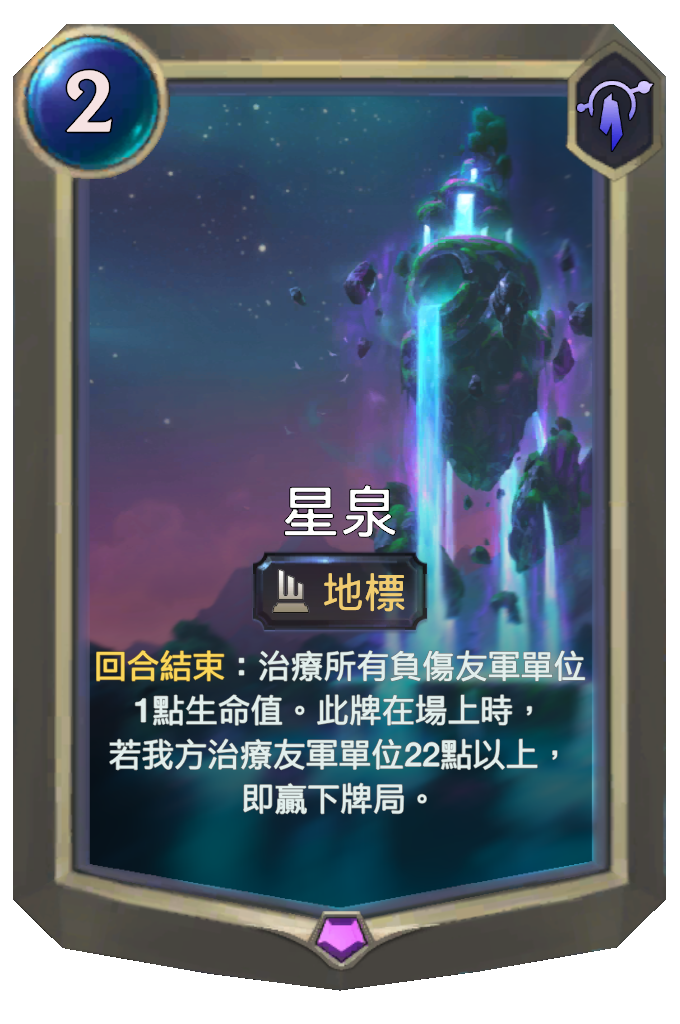 2
星泉
地標
回合結束：治療所有負傷友軍單位
1點生命值。此牌在場上時，
若我方治療友軍單位22點以上，
即贏下牌局。